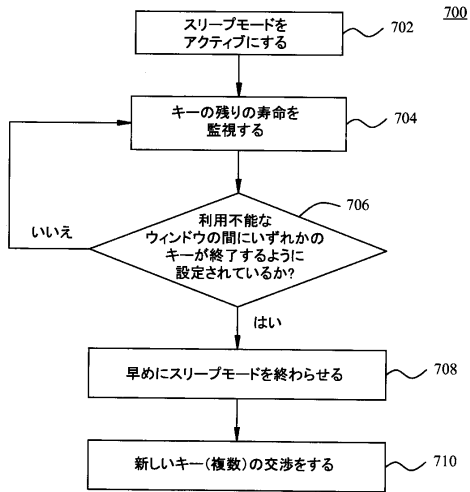 700
スリープモードを
アクティブにする
702
キーの残りの寿命を
監視する
704
706
利用不能な
ウィンドウの間にいずれかの
キーが終了するように
設定されているか?
いいえ
はい
早めにスリープモードを終わらせる
708
新しいキー(複数)の交渉をする
710